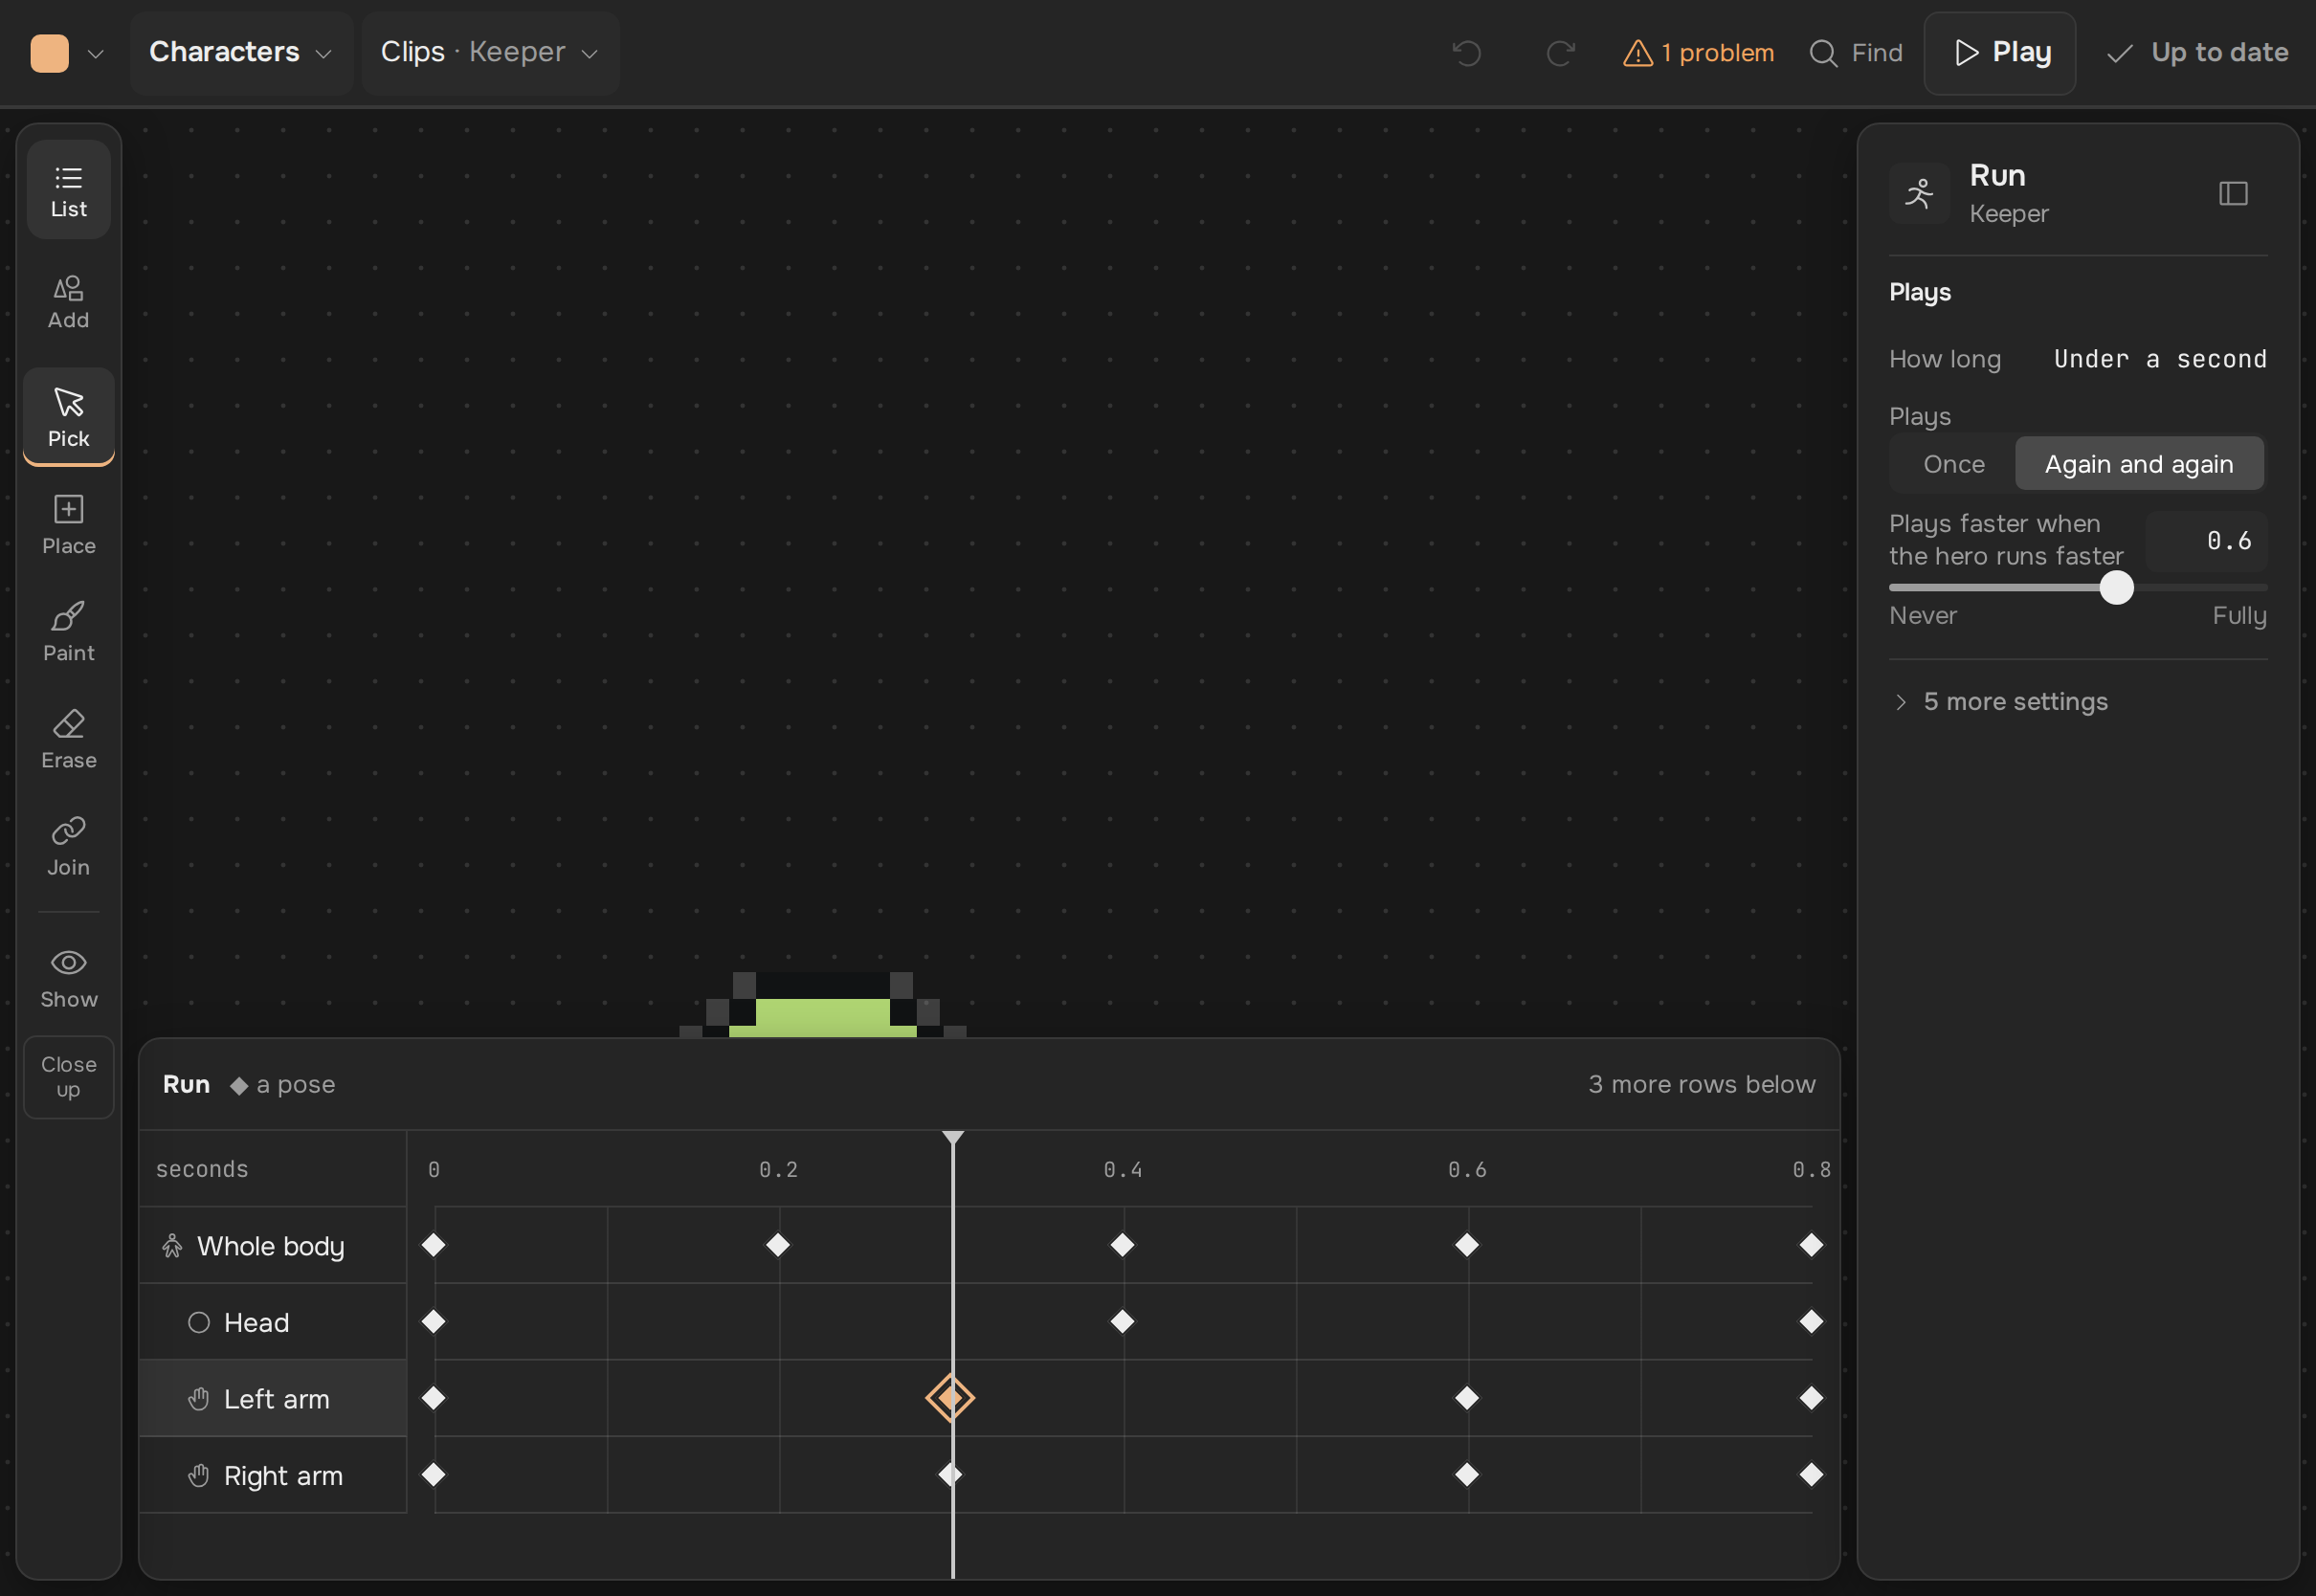 Characters
Clips · Keeper
1 problem
Find
Play
Up to date
List
Add
Pick
Place
Paint
Erase
Join
Show
Close
up
Run
Keeper
Plays
How long
Under a second
Plays
Once
Again and again
Plays faster when
the hero runs faster
0.6
Never
Fully
5 more settings
Run
a pose
3 more rows below
seconds
0
0.2
0.4
0.6
0.8
Whole body
Head
Left arm
Right arm